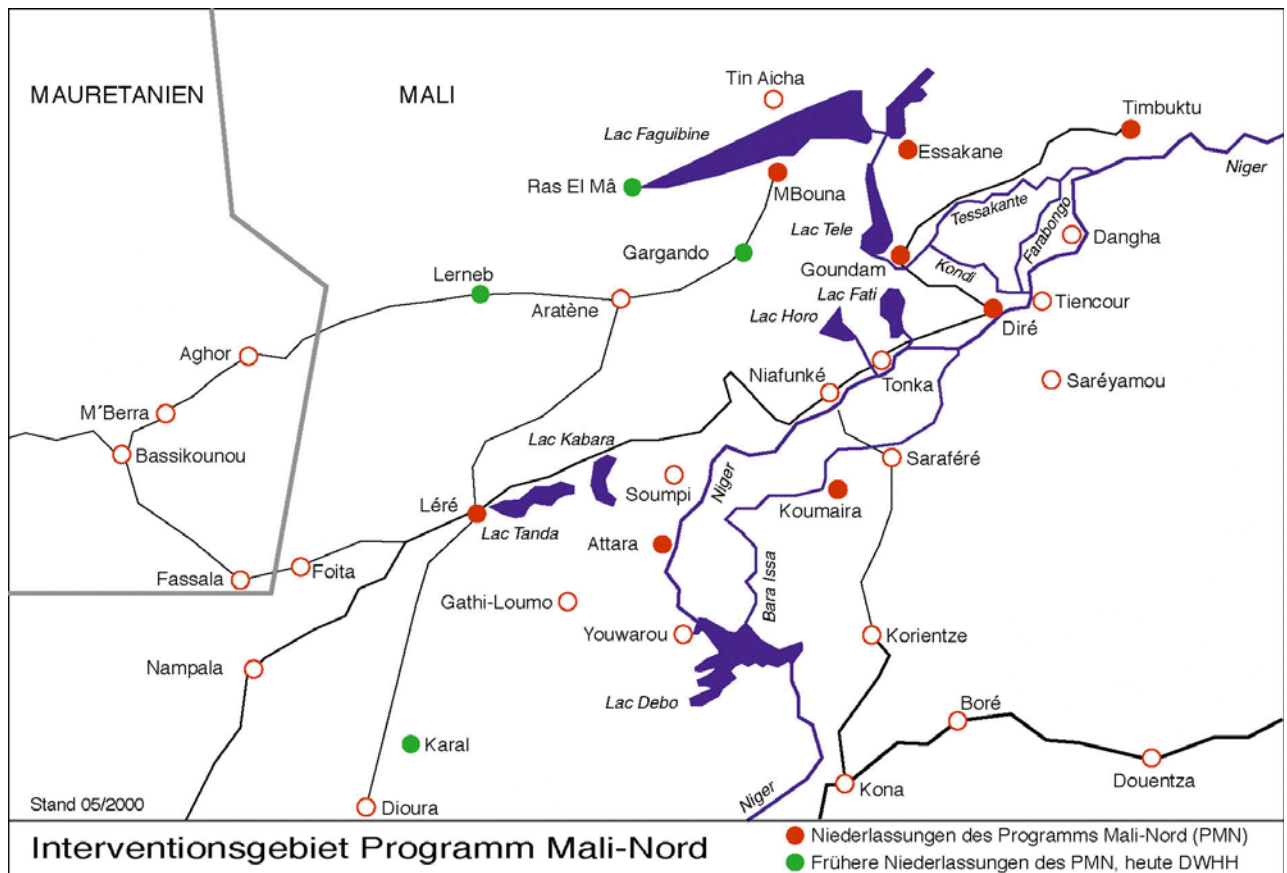 MAURETANIEN
MALI
Tin Aicha
Timbuktu
Lac Faguibine
Essakane
Niger
Ras El Mâ
MBouna
Tessakante
Farabongo
Lac Tele
Dangha
Gargando
Goundam
Kondi
Lerneb
Lac Fati
Tiencour
Aratène
Lac Horo
Diré
Aghor
Niafunké
Tonka
Saréyamou
M´Berra
Bassikounou
Lac Kabara
Saraféré
Soumpi
Niger
Léré
Koumaira
Lac Tanda
Attara
Fassala
Foita
Bara Issa
Gathi-Loumo
Youwarou
Korientze
Nampala
Lac Debo
Boré
Karal
Douentza
Kona
Niger
Stand 05/2000
Dioura
Interventionsgebiet Programm Mali-Nord
Niederlassungen des Programms Mali-Nord (PMN)
Frühere Niederlassungen des PMN, heute DWHH